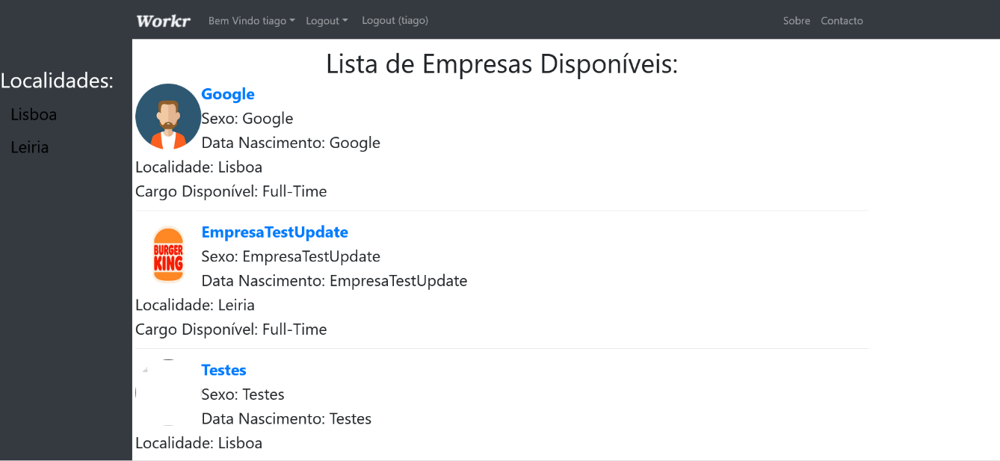 Workr Bem Vindo tiago Logout Logout (tiago) Sobre Contacto
Localidades:
Lisboa
Leiria
Lista de Empresas Disponíveis:
Google
Sexo: Google
Data Nascimento: Google
Localidade: Lisboa
Cargo Disponível: Full-Time
BURGER
KING
EmpresaTestUpdate
Sexo: EmpresaTestUpdate
Data Nascimento: EmpresaTestUpdate
Localidade: Leiria
Cargo Disponível: Full-Time
Testes
Sexo: Testes
Data Nascimento: Testes
Localidade: Lisboa